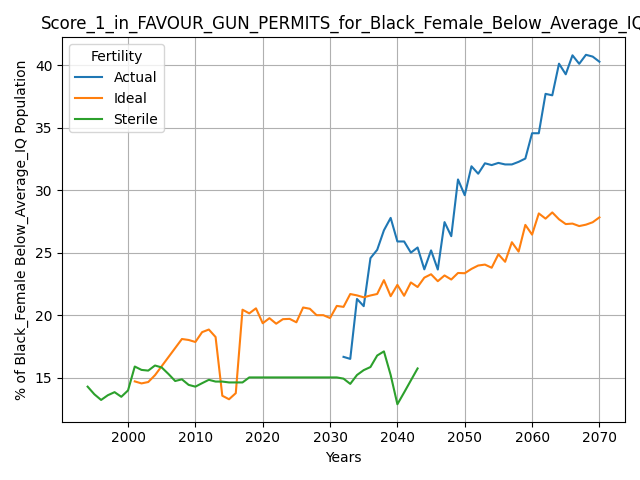 Score_1_in_FAVOUR_GUN_PERMITS_for_Black_Female_Below_Average_IQ
Fertility
Actual
Ideal
Sterile
% of Black_Female Below_Average_IQ Population
40
35
30
25
20
15
2000 2010 2020 2030 2040 2050 2060 2070
Years